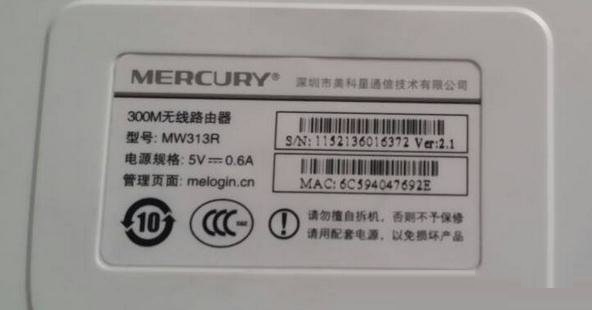 MERCURY® 深圳市美科星通信技术有限公司
300M无线路由器
型号: MW313R
电源规格: 5V⎓0.6A
管理页面: melogin.cn
S/N: 1152136016372 Ver:2.1
MAC: 6C594047692E
10
CCC
请勿擅自拆机，否则不予保修
请用配套电源，以免损坏产品